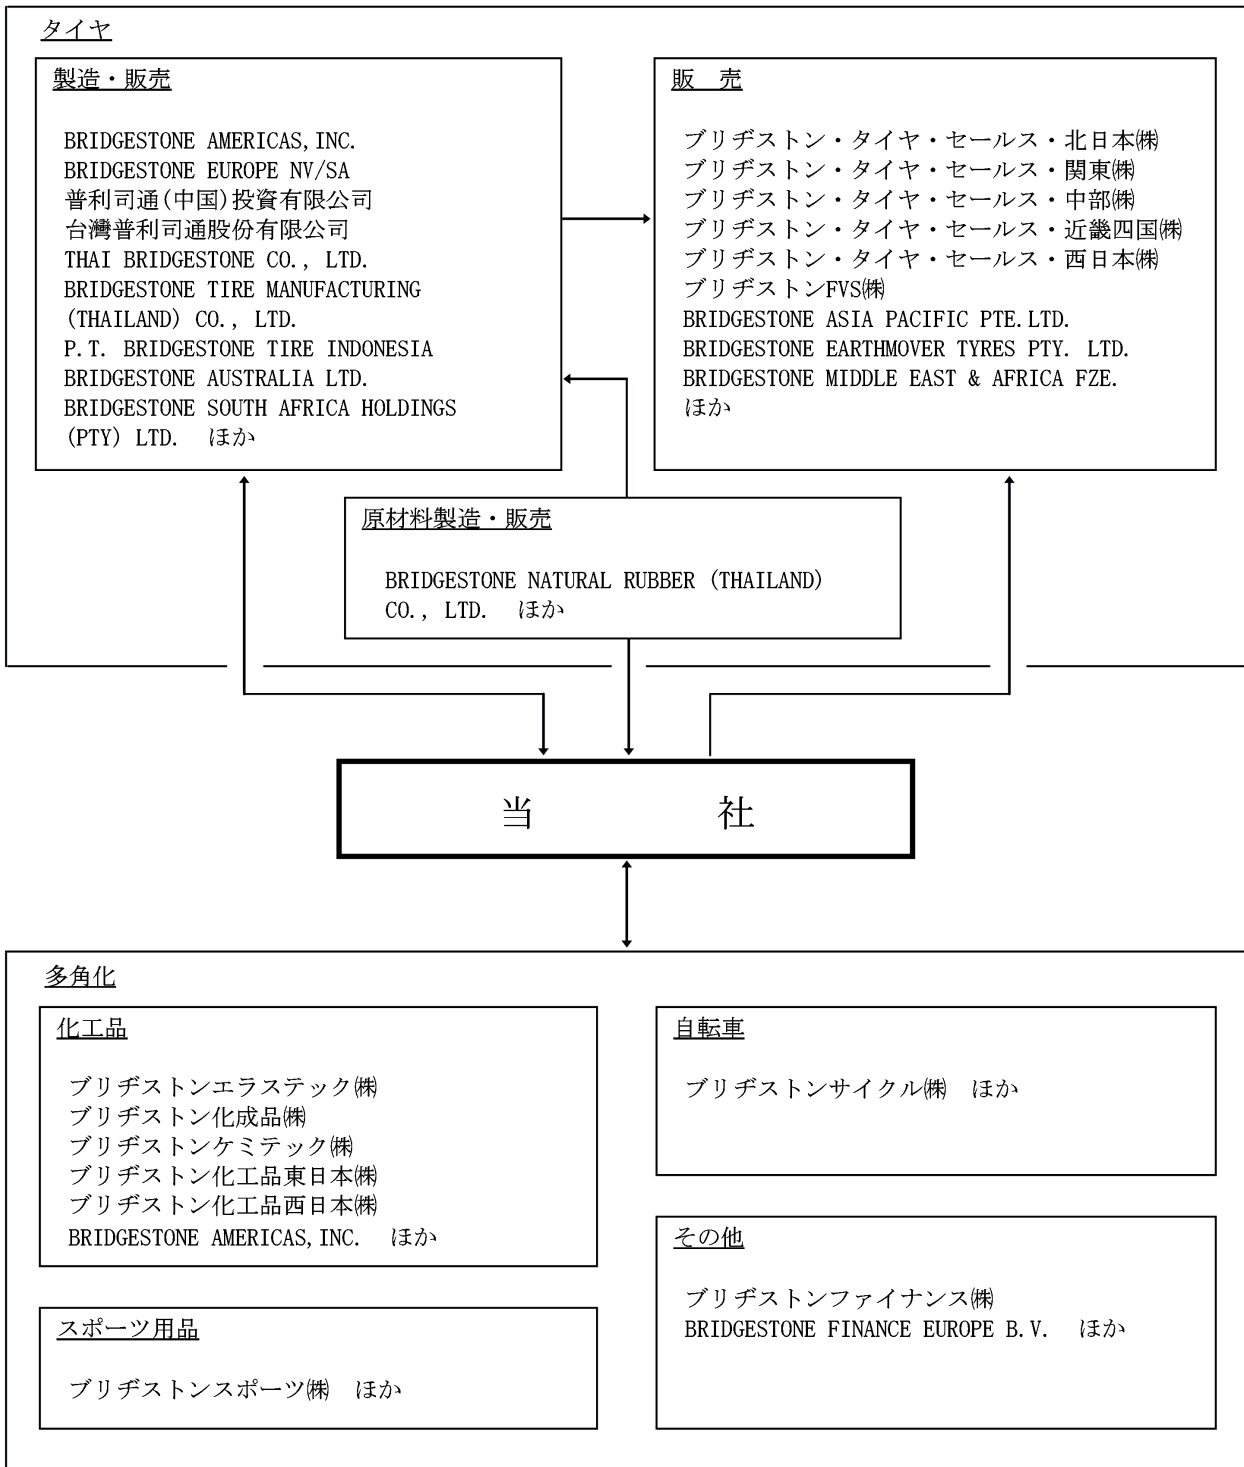 タイヤ
製造・販売
BRIDGESTONE AMERICAS,INC.
BRIDGESTONE EUROPE NV/SA
普利司通(中国)投資有限公司
台灣普利司通股份有限公司
THAI BRIDGESTONE CO., LTD.
BRIDGESTONE TIRE MANUFACTURING
(THAILAND) CO., LTD.
P.T. BRIDGESTONE TIRE INDONESIA
BRIDGESTONE AUSTRALIA LTD.
BRIDGESTONE SOUTH AFRICA HOLDINGS
(PTY) LTD. ほか
販　売
ブリヂストン・タイヤ・セールス・北日本㈱
ブリヂストン・タイヤ・セールス・関東㈱
ブリヂストン・タイヤ・セールス・中部㈱
ブリヂストン・タイヤ・セールス・近畿四国㈱
ブリヂストン・タイヤ・セールス・西日本㈱
ブリヂストンFVS㈱
BRIDGESTONE ASIA PACIFIC PTE.LTD.
BRIDGESTONE EARTHMOVER TYRES PTY. LTD.
BRIDGESTONE MIDDLE EAST & AFRICA FZE.
ほか
原材料製造・販売
BRIDGESTONE NATURAL RUBBER (THAILAND)
CO., LTD. ほか
当　社
多角化
化工品
ブリヂストンエラステック㈱
ブリヂストン化成品㈱
ブリヂストンケミテック㈱
ブリヂストン化工品東日本㈱
ブリヂストン化工品西日本㈱
BRIDGESTONE AMERICAS,INC. ほか
スポーツ用品
ブリヂストンスポーツ㈱ ほか
自転車
ブリヂストンサイクル㈱ ほか
その他
ブリヂストンファイナンス㈱
BRIDGESTONE FINANCE EUROPE B.V. ほか